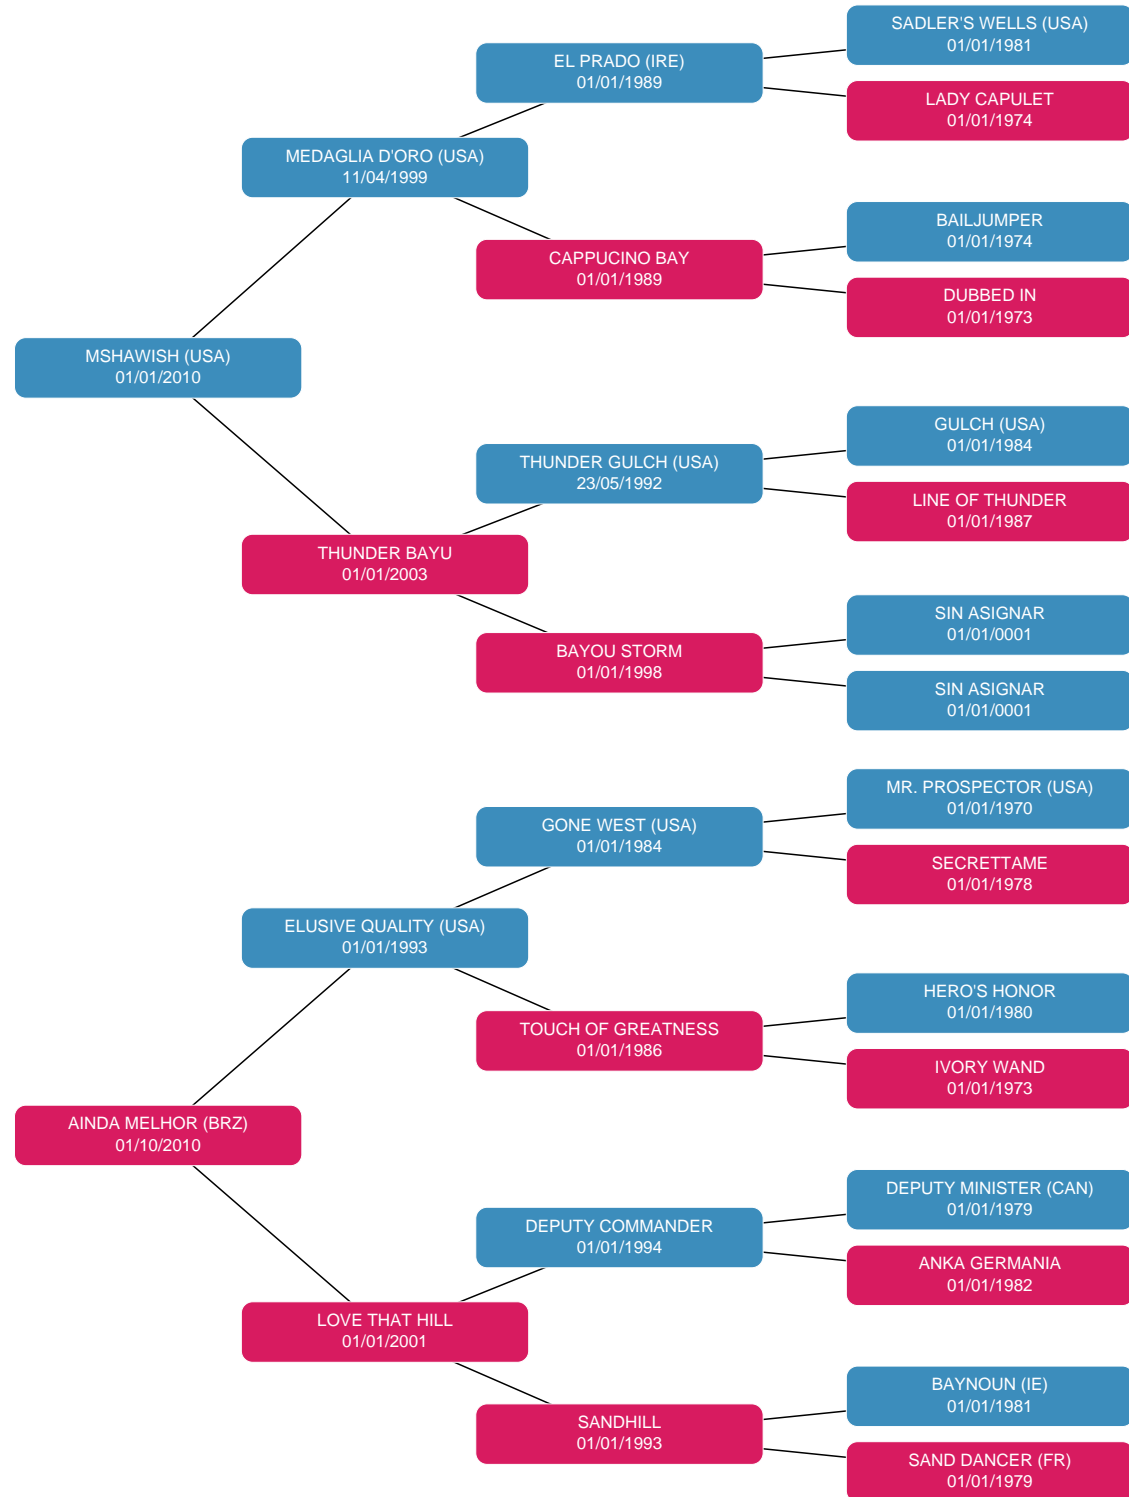 SADLER'S WELLS (USA)
01/01/1981
EL PRADO (IRE)
01/01/1989
LADY CAPULET
01/01/1974
MEDAGLIA D'ORO (USA)
11/04/1999
BAILJUMPER
01/01/1974
CAPPUCINO BAY
01/01/1989
DUBBED IN
01/01/1973
MSHAWISH (USA)
01/01/2010
GULCH (USA)
01/01/1984
THUNDER GULCH (USA)
23/05/1992
LINE OF THUNDER
01/01/1987
THUNDER BAYU
01/01/2003
SIN ASIGNAR
01/01/0001
BAYOU STORM
01/01/1998
SIN ASIGNAR
01/01/0001
MR. PROSPECTOR (USA)
01/01/1970
GONE WEST (USA)
01/01/1984
SECRETTAME
01/01/1978
ELUSIVE QUALITY (USA)
01/01/1993
HERO'S HONOR
01/01/1980
TOUCH OF GREATNESS
01/01/1986
IVORY WAND
01/01/1973
AINDA MELHOR (BRZ)
01/10/2010
DEPUTY MINISTER (CAN)
01/01/1979
DEPUTY COMMANDER
01/01/1994
ANKA GERMANIA
01/01/1982
LOVE THAT HILL
01/01/2001
BAYNOUN (IE)
01/01/1981
SANDHILL
01/01/1993
SAND DANCER (FR)
01/01/1979